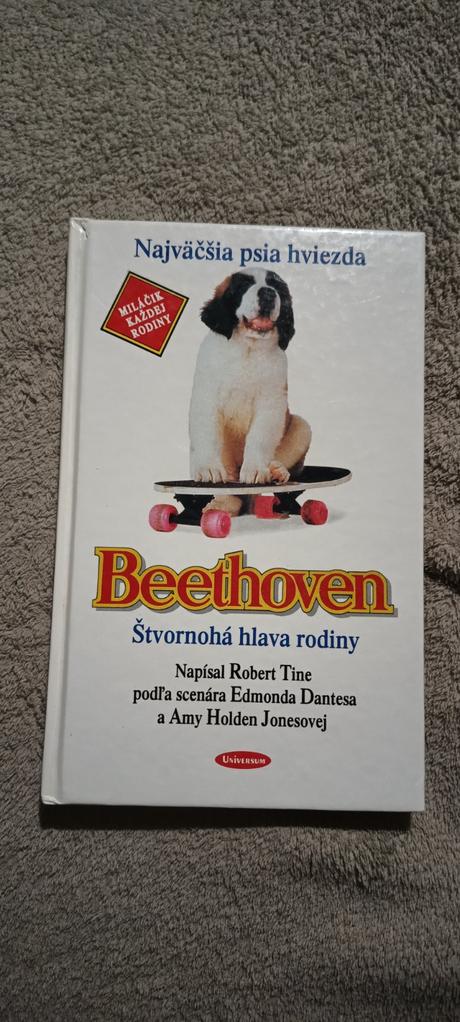 Najväčšia psia hviezda
MILÁČIK
KAŽDEJ
RODINY
Beethoven
Štvornohá hlava rodiny
Napísal Robert Tine
podľa scenára Edmonda Dantesa
a Amy Holden Jonesovej
UNIVERSUM